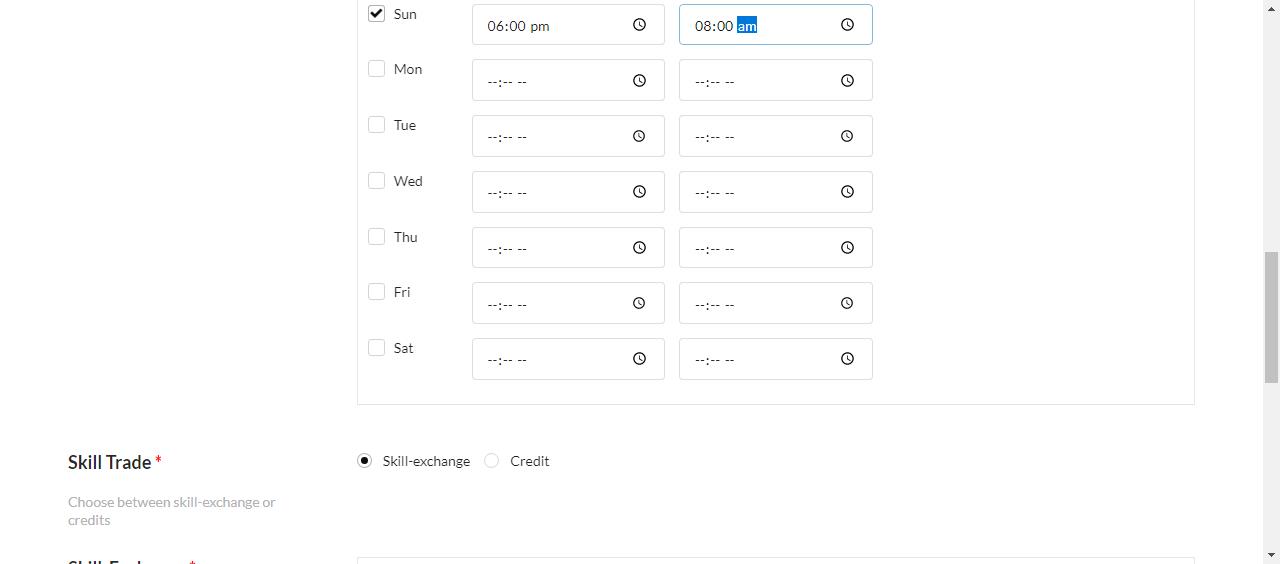 Sun 06:00 pm 08:00 am
Mon --:-- -- --:-- --
Tue --:-- -- --:-- --
Wed --:-- -- --:-- --
Thu --:-- -- --:-- --
Fri --:-- -- --:-- --
Sat --:-- -- --:-- --
Skill Trade * Skill-exchange Credit
Choose between skill-exchange or
credits